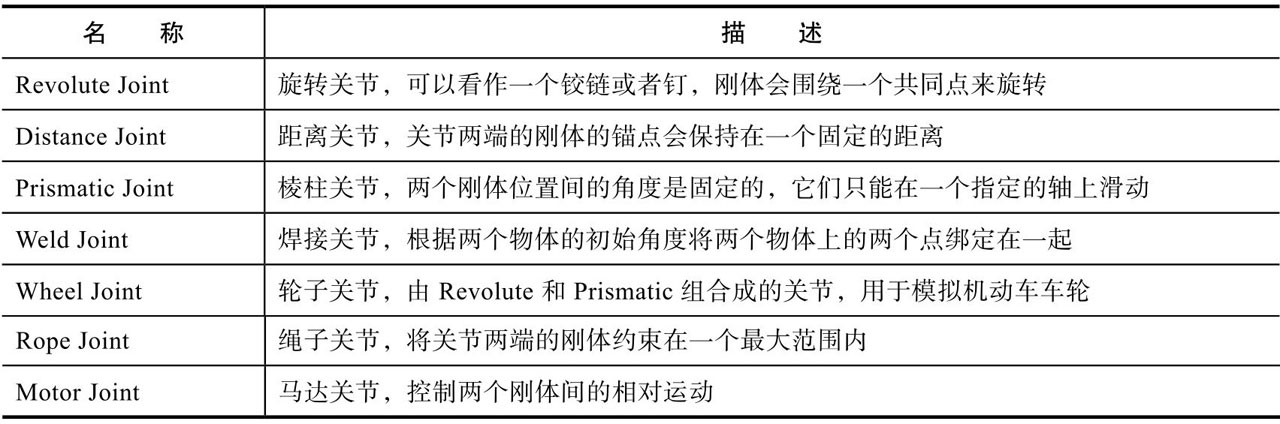 名 称 描 述
Revolute Joint 旋转关节，可以看作一个铰链或者钉，刚体会围绕一个共同点来旋转
Distance Joint 距离关节，关节两端的刚体的锚点会保持在一个固定的距离
Prismatic Joint 棱柱关节，两个刚体位置间的角度是固定的，它们只能在一个指定的轴上滑动
Weld Joint 焊接关节，根据两个物体的初始角度将两个物体上的两个点绑定在一起
Wheel Joint 轮子关节，由 Revolute 和 Prismatic 组合成的关节，用于模拟机动车车轮
Rope Joint 绳子关节，将关节两端的刚体约束在一个最大范围内
Motor Joint 马达关节，控制两个刚体间的相对运动